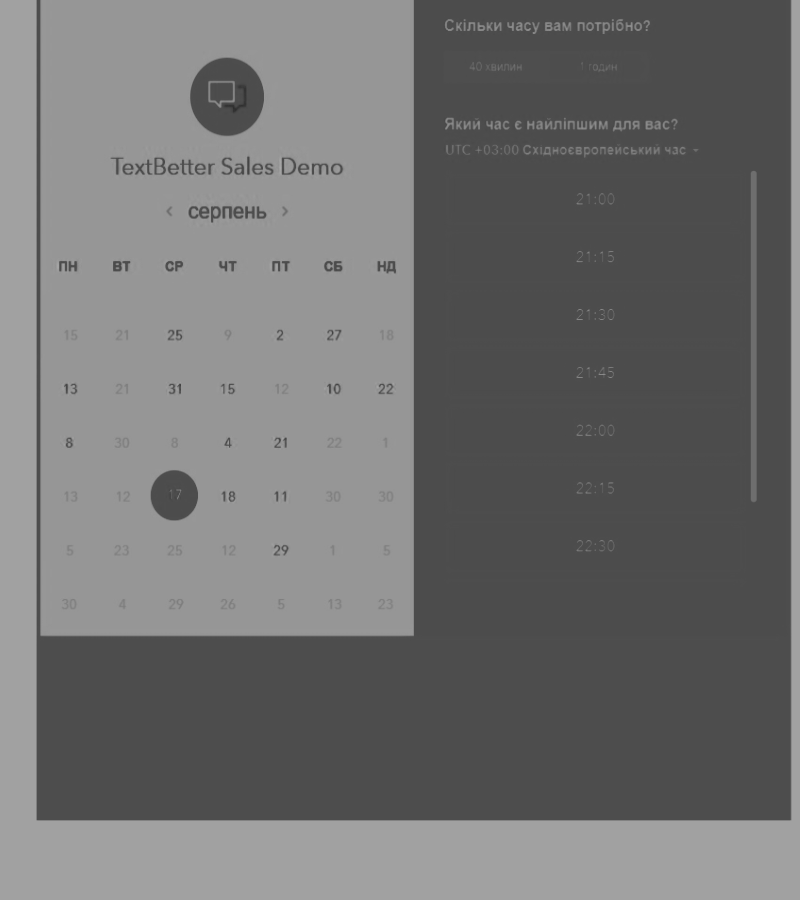 TextBetter Sales Demo
‹ серпень ›
ПН ВТ СР ЧТ ПТ СБ НД
15 21 25 9 2 27 18
13 21 31 15 12 10 22
8 30 8 4 21 22 1
13 12 17 18 11 30 30
5 23 25 12 29 1 5
30 4 29 26 5 13 23
Скільки часу вам потрібно?
40 хвилин 1 годин
Який час є найліпшим для вас?
UTC +03:00 Східноєвропейський час
21:00
21:15
21:30
21:45
22:00
22:15
22:30